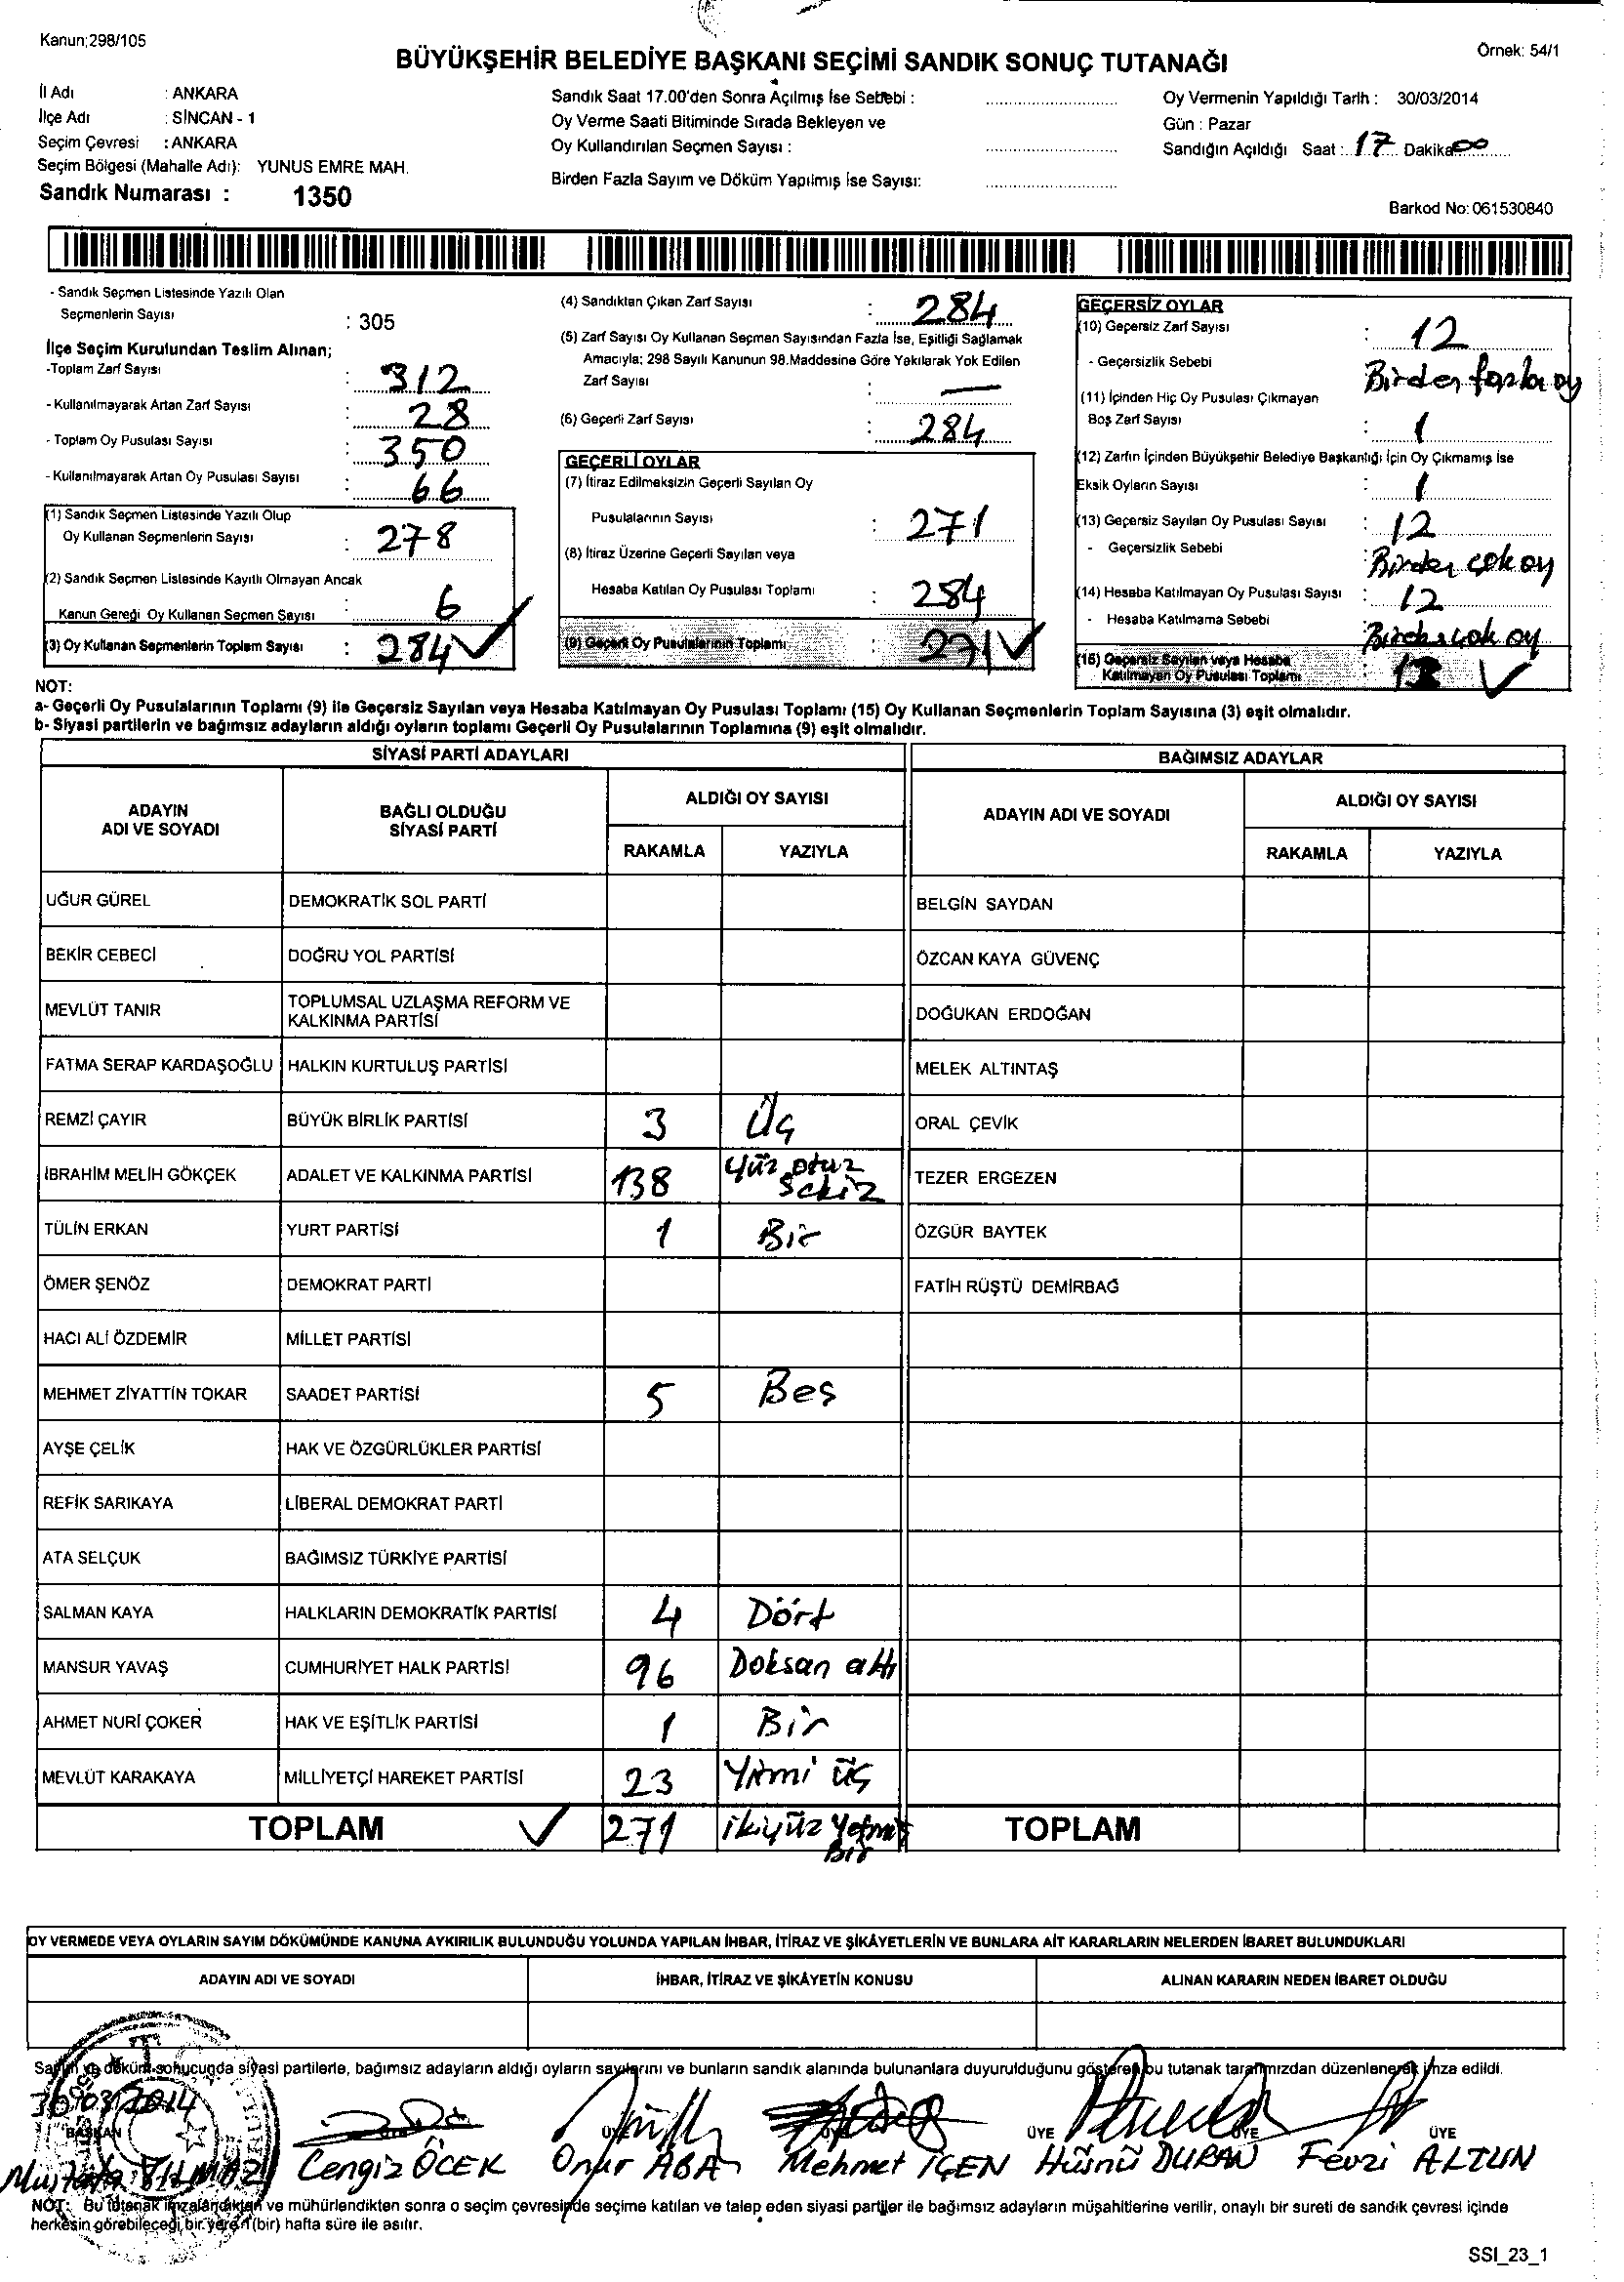 Kanun;298/105
BÜYÜKŞEHİR BELEDİYE BAŞKANI SEÇİMİ SANDIK SONUÇ TUTANAĞI
Örnek: 54/1
İl Adı : ANKARA
İlçe Adı : SİNCAN - 1
Seçim Çevresi : ANKARA
Seçim Bölgesi (Mahalle Adı): YUNUS EMRE MAH.
Sandık Numarası : 1350
Sandık Saat 17.00'den Sonra Açılmış İse Sebebi :
Oy Verme Saati Bitiminde Sırada Bekleyen ve
Oy Kullandırılan Seçmen Sayısı :
Birden Fazla Sayım ve Döküm Yapılmış İse Sayısı:
Oy Vermenin Yapıldığı Tarih : 30/03/2014
Gün : Pazar
Sandığın Açıldığı Saat : 17 Dakika 00
Barkod No: 061530840
- Sandık Seçmen Listesinde Yazılı Olan
Seçmenlerin Sayısı : 305
İlçe Seçim Kurulundan Teslim Alınan;
-Toplam Zarf Sayısı : 312
- Kullanılmayarak Artan Zarf Sayısı : 28
- Toplam Oy Pusulası Sayısı : 350
- Kullanılmayarak Artan Oy Pusulası Sayısı : 66
(1) Sandık Seçmen Listesinde Yazılı Olup
Oy Kullanan Seçmenlerin Sayısı : 278
(2) Sandık Seçmen Listesinde Kayıtlı Olmayan Ancak
Kanun Gereği Oy Kullanan Seçmen Sayısı : 6
(3) Oy Kullanan Seçmenlerin Toplam Sayısı : 284 ✓
(4) Sandıktan Çıkan Zarf Sayısı : 284
(5) Zarf Sayısı Oy Kullanan Seçmen Sayısından Fazla İse, Eşitliği Sağlamak
Amacıyla; 298 Sayılı Kanunun 98.Maddesine Göre Yakılarak Yok Edilen
Zarf Sayısı : —
(6) Geçerli Zarf Sayısı : 284
GEÇERLİ OYLAR
(7) İtiraz Edilmeksizin Geçerli Sayılan Oy
Pusulalarının Sayısı : 271
(8) İtiraz Üzerine Geçerli Sayılan veya
Hesaba Katılan Oy Pusulası Toplamı : 284
(9) Geçerli Oy Pusulalarının Toplamı : 271 ✓
GEÇERSİZ OYLAR
(10) Geçersiz Zarf Sayısı : 12
- Geçersizlik Sebebi Birden fazla oy
(11) İçinden Hiç Oy Pusulası Çıkmayan
Boş Zarf Sayısı : 1
(12) Zarfın İçinden Büyükşehir Belediye Başkanlığı İçin Oy Çıkmamış İse
Eksik Oyların Sayısı : 1
(13) Geçersiz Sayılan Oy Pusulası Sayısı : 12
- Geçersizlik Sebebi : Birden çok oy
(14) Hesaba Katılmayan Oy Pusulası Sayısı : 12
- Hesaba Katılmama Sebebi Birden çok oy
(15) Geçersiz Sayılan veya Hesaba
Katılmayan Oy Pusulası Toplamı ✓
NOT:
a- Geçerli Oy Pusulalarının Toplamı (9) ile Geçersiz Sayılan veya Hesaba Katılmayan Oy Pusulası Toplamı (15) Oy Kullanan Seçmenlerin Toplam Sayısına (3) eşit olmalıdır.
b- Siyasi partilerin ve bağımsız adayların aldığı oyların toplamı Geçerli Oy Pusulalarının Toplamına (9) eşit olmalıdır.
SİYASİ PARTİ ADAYLARI
BAĞIMSIZ ADAYLAR
ADAYIN ADI VE SOYADI
BAĞLI OLDUĞU SİYASİ PARTİ
ALDIĞI OY SAYISI
RAKAMLA YAZIYLA
ADAYIN ADI VE SOYADI
ALDIĞI OY SAYISI
RAKAMLA YAZIYLA
UĞUR GÜREL DEMOKRATİK SOL PARTİ BELGİN SAYDAN
BEKİR CEBECİ DOĞRU YOL PARTİSİ ÖZCAN KAYA GÜVENÇ
MEVLÜT TANIR TOPLUMSAL UZLAŞMA REFORM VE KALKINMA PARTİSİ DOĞUKAN ERDOĞAN
FATMA SERAP KARDAŞOĞLU HALKIN KURTULUŞ PARTİSİ MELEK ALTINTAŞ
REMZİ ÇAYIR BÜYÜK BİRLİK PARTİSİ 3 Üç ORAL ÇEVİK
İBRAHİM MELİH GÖKÇEK ADALET VE KALKINMA PARTİSİ 138 Yüz otuz sekiz TEZER ERGEZEN
TÜLİN ERKAN YURT PARTİSİ 1 Bir ÖZGÜR BAYTEK
ÖMER ŞENÖZ DEMOKRAT PARTİ FATİH RÜŞTÜ DEMİRBAĞ
HACI ALİ ÖZDEMİR MİLLET PARTİSİ
MEHMET ZİYATTİN TOKAR SAADET PARTİSİ 5 Beş
AYŞE ÇELİK HAK VE ÖZGÜRLÜKLER PARTİSİ
REFİK SARIKAYA LİBERAL DEMOKRAT PARTİ
ATA SELÇUK BAĞIMSIZ TÜRKİYE PARTİSİ
SALMAN KAYA HALKLARIN DEMOKRATİK PARTİSİ 4 Dört
MANSUR YAVAŞ CUMHURİYET HALK PARTİSİ 96 Doksan altı
AHMET NURİ ÇOKER HAK VE EŞİTLİK PARTİSİ 1 Bir
MEVLÜT KARAKAYA MİLLİYETÇİ HAREKET PARTİSİ 23 Yirmi üç
TOPLAM ✓ 271 ikiyüz yetmiş Bir TOPLAM
OY VERMEDE VEYA OYLARIN SAYIM DÖKÜMÜNDE KANUNA AYKIRILIK BULUNDUĞU YOLUNDA YAPILAN İHBAR, İTİRAZ VE ŞİKÂYETLERİN VE BUNLARA AİT KARARLARIN NELERDEN İBARET BULUNDUKLARI
ADAYIN ADI VE SOYADI İHBAR, İTİRAZ VE ŞİKÂYETİN KONUSU ALINAN KARARIN NEDEN İBARET OLDUĞU
Sayım ve döküm sonucunda siyasi partilerle, bağımsız adayların aldığı oyların sayılarını ve bunların sandık alanında bulunanlara duyurulduğunu gösteren bu tutanak tarafımızdan düzenlenerek imza edildi.
30/03/2014
BAŞKAN ÜYE ÜYE ÜYE ÜYE ÜYE
Mustafa YILMAZ Cengiz ÖCEK Onur ABA Mehmet İÇEN Hüsnü DURAN Fevzi ALTUN
NOT: Bu tutanak imzalandıktan ve mühürlendikten sonra o seçim çevresinde seçime katılan ve talep eden siyasi partiler ile bağımsız adayların müşahitlerine verilir, onaylı bir sureti de sandık çevresi içinde
herkesin görebileceği bir yere 1 (bir) hafta süre ile asılır.
SSI_23_1